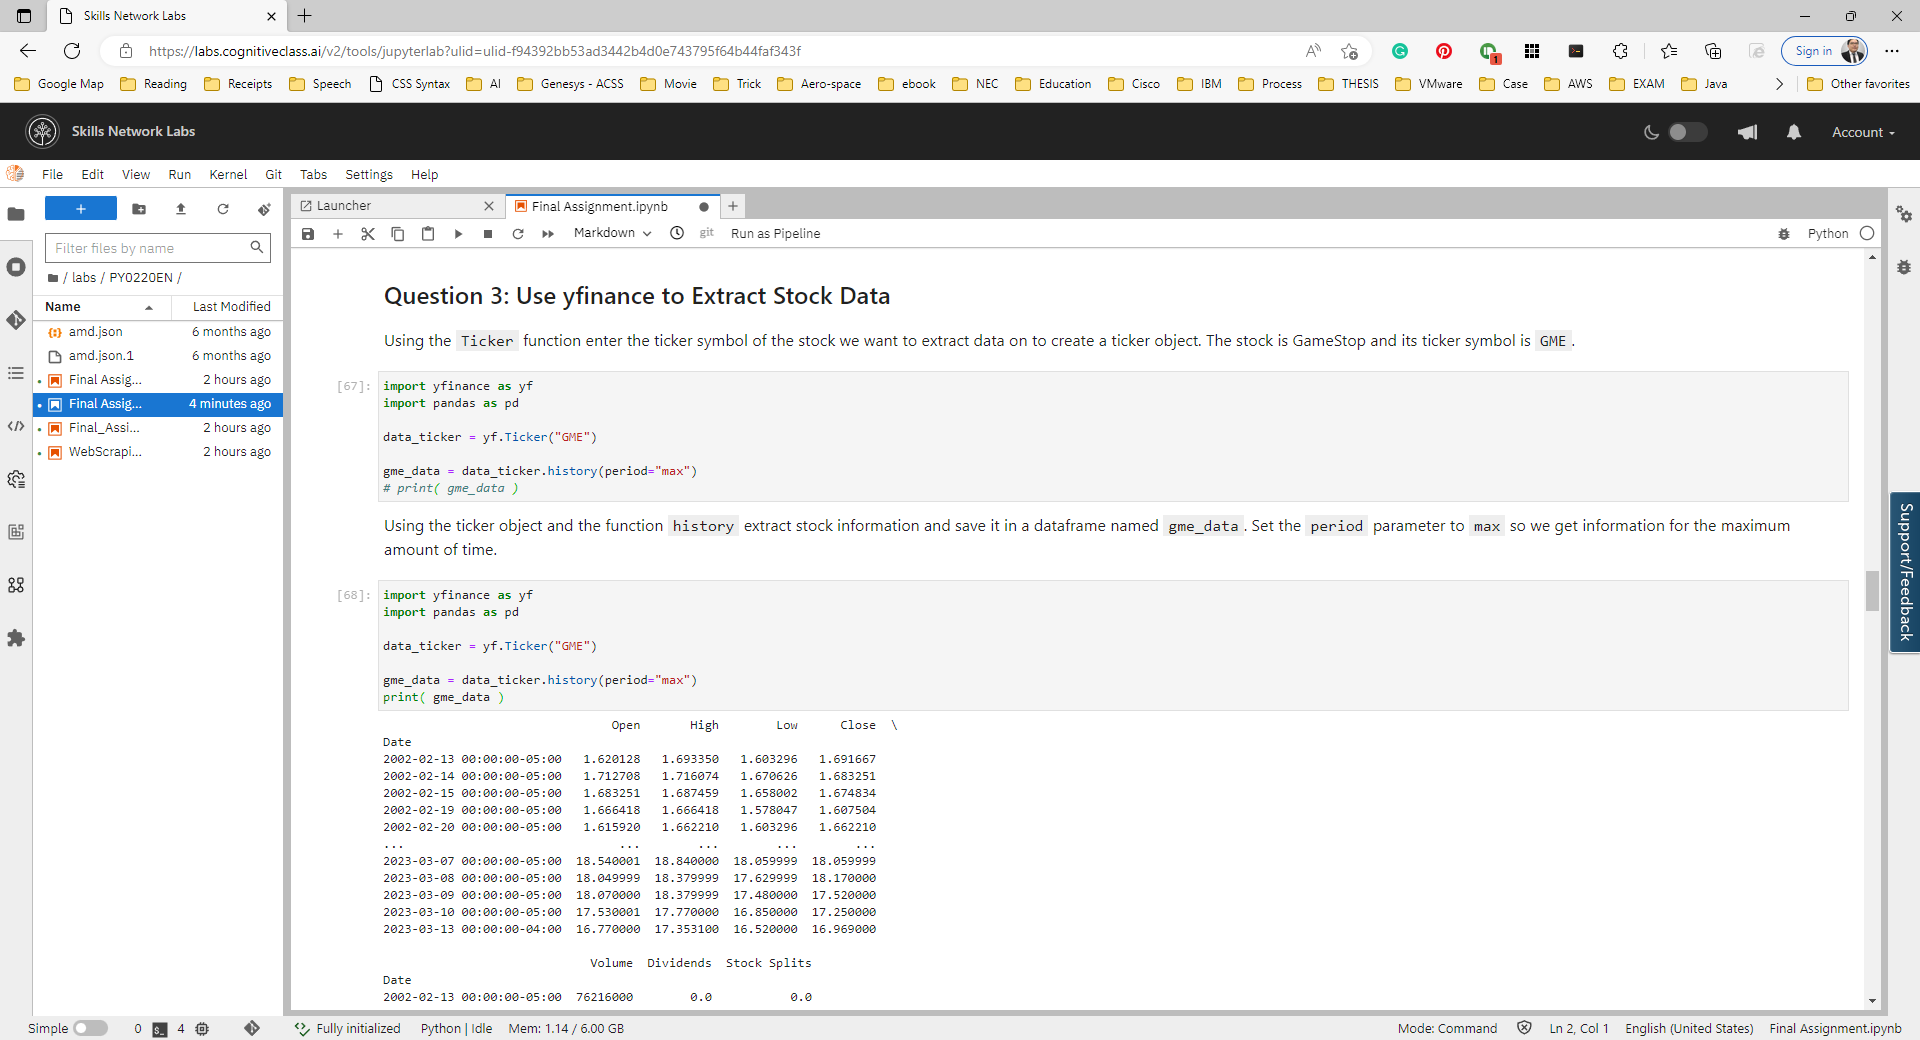 Skills Network Labs
https://labs.cognitiveclass.ai/v2/tools/jupyterlab?ulid=ulid-f94392bb53ad3442b4d0e743795f64b44faf343f
1
Sign in
Google Map Reading Receipts Speech CSS Syntax AI Genesys - ACSS Movie Trick Aero-space ebook NEC Education Cisco IBM Process THESIS VMware Case AWS EXAM Java Other favorites
Skills Network Labs
Account
File Edit View Run Kernel Git Tabs Settings Help
Launcher
Final Assignment.ipynb
Markdown
git
Run as Pipeline
Python
Filter files by name
/ labs / PY0220EN /
Name Last Modified
amd.json 6 months ago
amd.json.1 6 months ago
Final Assig... 2 hours ago
Final Assig... 4 minutes ago
Final_Assi... 2 hours ago
WebScrapi... 2 hours ago
Question 3: Use yfinance to Extract Stock Data
Using the Ticker function enter the ticker symbol of the stock we want to extract data on to create a ticker object. The stock is GameStop and its ticker symbol is GME .
[67]: import yfinance as yf
import pandas as pd
data_ticker = yf.Ticker("GME")
gme_data = data_ticker.history(period="max")
# print( gme_data )
Using the ticker object and the function history extract stock information and save it in a dataframe named gme_data . Set the period parameter to max so we get information for the maximum
amount of time.
[68]: import yfinance as yf
import pandas as pd
data_ticker = yf.Ticker("GME")
gme_data = data_ticker.history(period="max")
print( gme_data )
Open High Low Close \
Date
2002-02-13 00:00:00-05:00 1.620128 1.693350 1.603296 1.691667
2002-02-14 00:00:00-05:00 1.712708 1.716074 1.670626 1.683251
2002-02-15 00:00:00-05:00 1.683251 1.687459 1.658002 1.674834
2002-02-19 00:00:00-05:00 1.666418 1.666418 1.578047 1.607504
2002-02-20 00:00:00-05:00 1.615920 1.662210 1.603296 1.662210
... ... ... ... ...
2023-03-07 00:00:00-05:00 18.540001 18.840000 18.059999 18.059999
2023-03-08 00:00:00-05:00 18.049999 18.379999 17.629999 18.170000
2023-03-09 00:00:00-05:00 18.070000 18.379999 17.480000 17.520000
2023-03-10 00:00:00-05:00 17.530001 17.770000 16.850000 17.250000
2023-03-13 00:00:00-04:00 16.770000 17.353100 16.520000 16.969000
Volume Dividends Stock Splits
Date
2002-02-13 00:00:00-05:00 76216000 0.0 0.0
Support/Feedback
Simple 0 4 Fully initialized Python | Idle Mem: 1.14 / 6.00 GB Mode: Command Ln 2, Col 1 English (United States) Final Assignment.ipynb